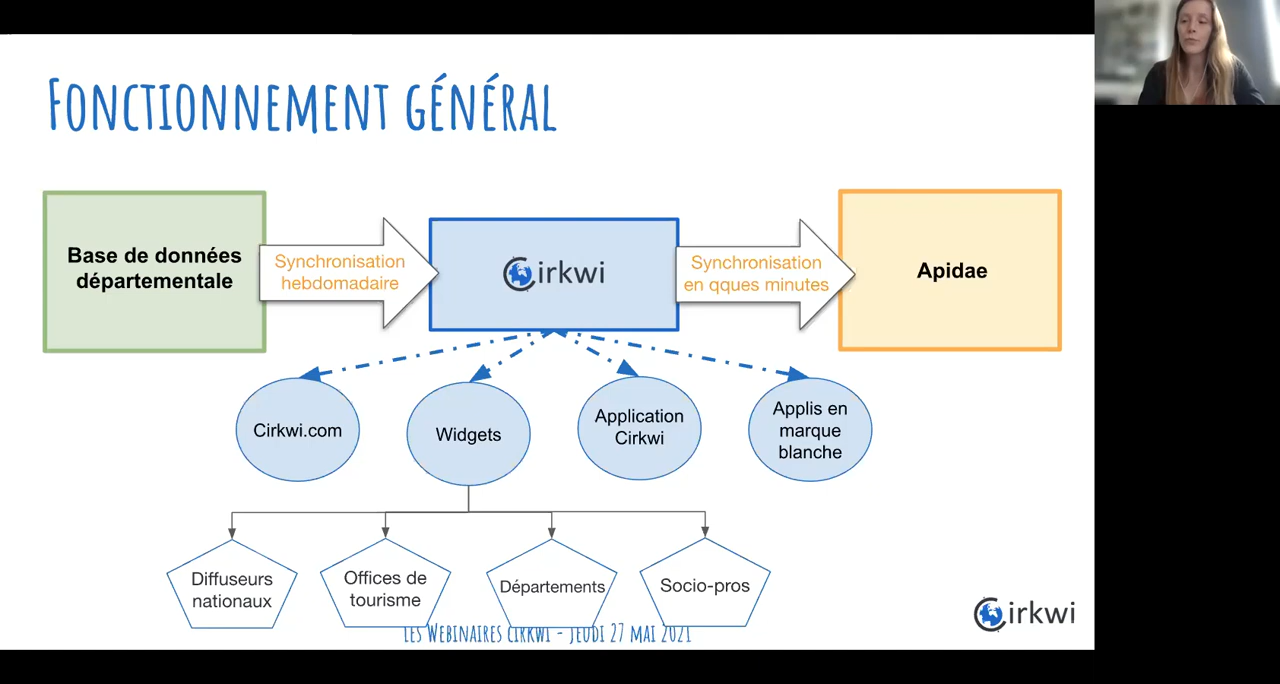 FONCTIONNEMENT GÉNÉRAL
Base de données
départementale
Synchronisation
hebdomadaire
Cirkwi
Synchronisation
en qques minutes
Apidae
Cirkwi.com
Widgets
Application
Cirkwi
Applis en
marque
blanche
Diffuseurs
nationaux
Offices de
tourisme
Départements
Socio-pros
LES WEBINAIRES CIRKWI - JEUDI 27 MAI 2021
Cirkwi